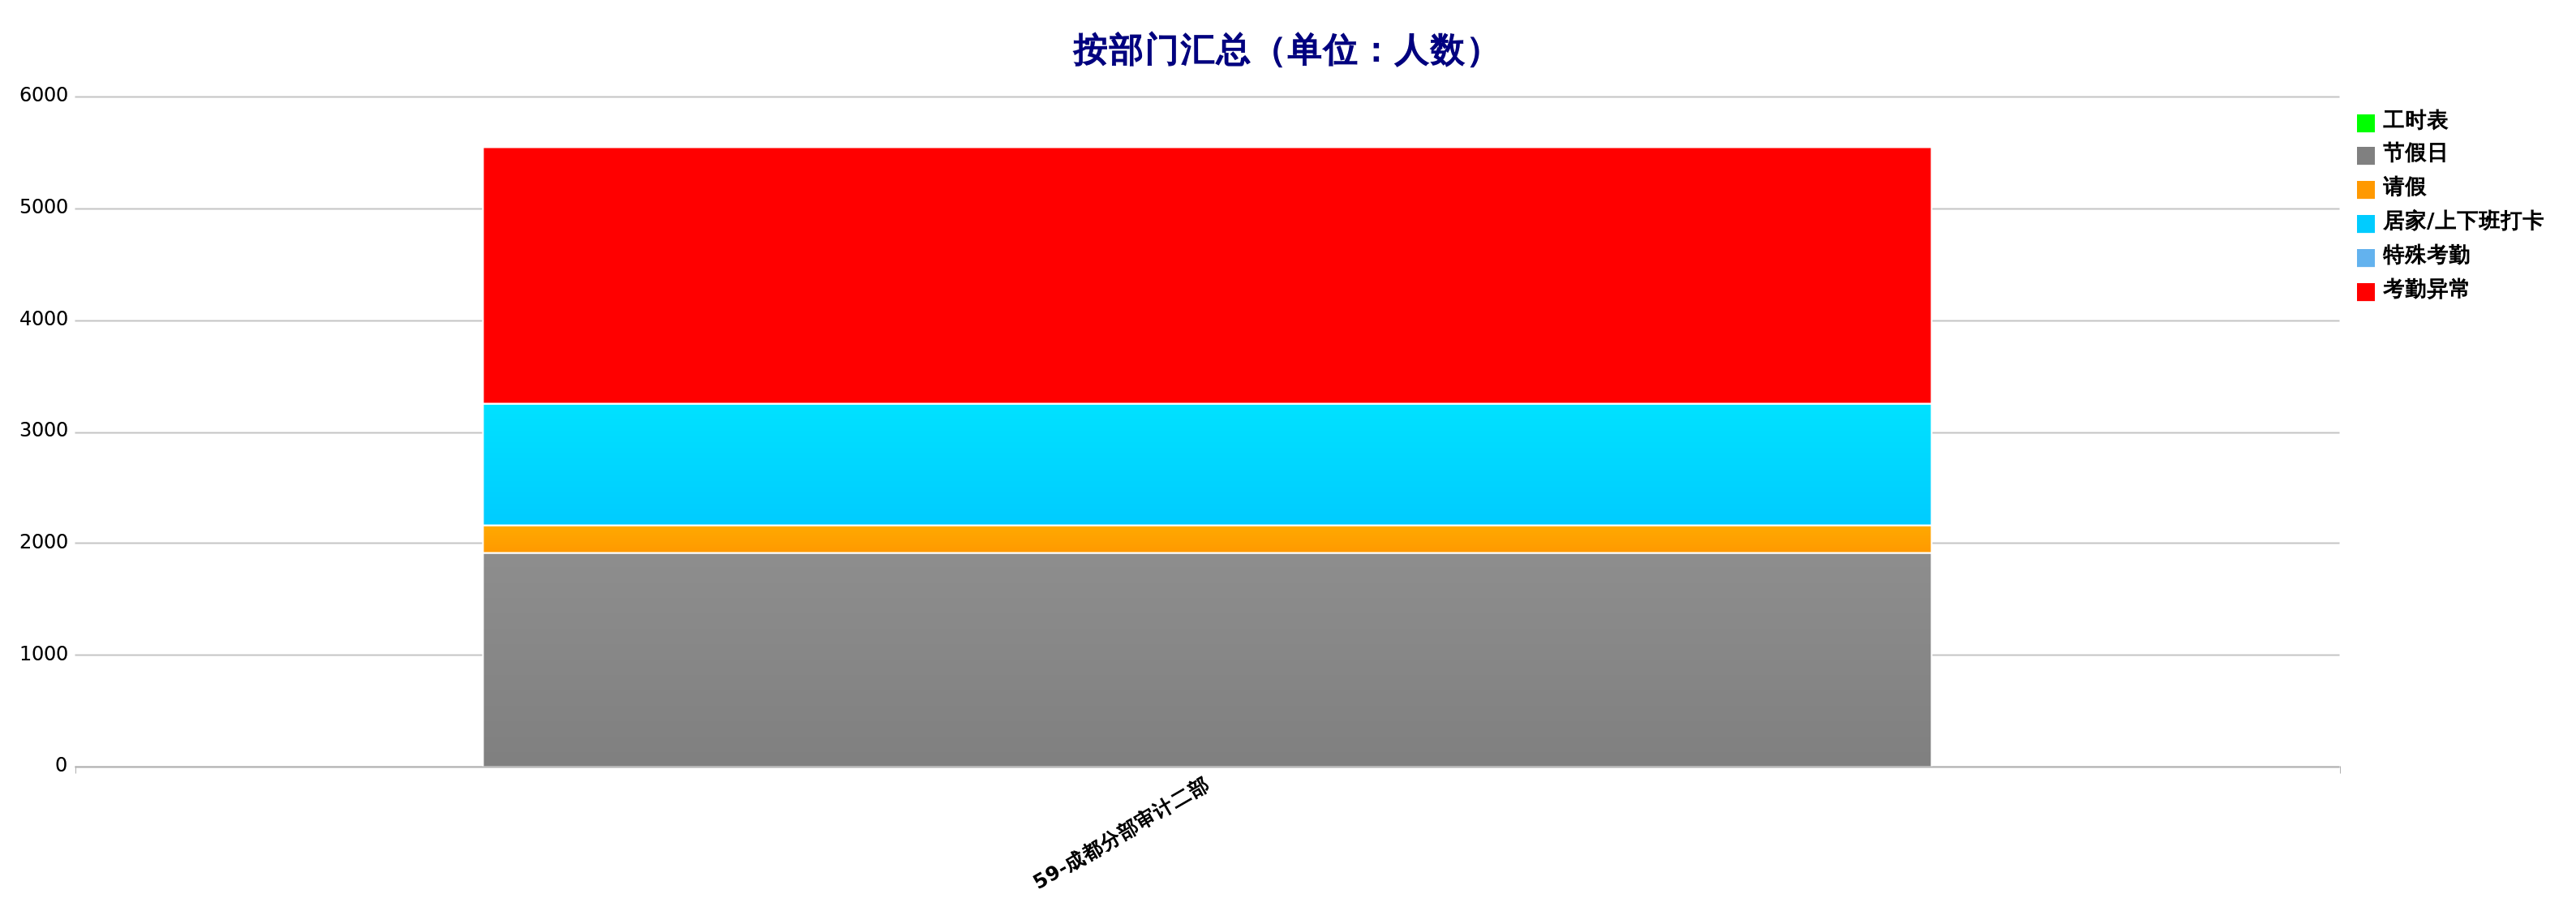 按部门汇总（单位：人数）
6000
5000
4000
3000
2000
1000
0
59-成都分部审计二部
工时表
节假日
请假
居家/上下班打卡
特殊考勤
考勤异常